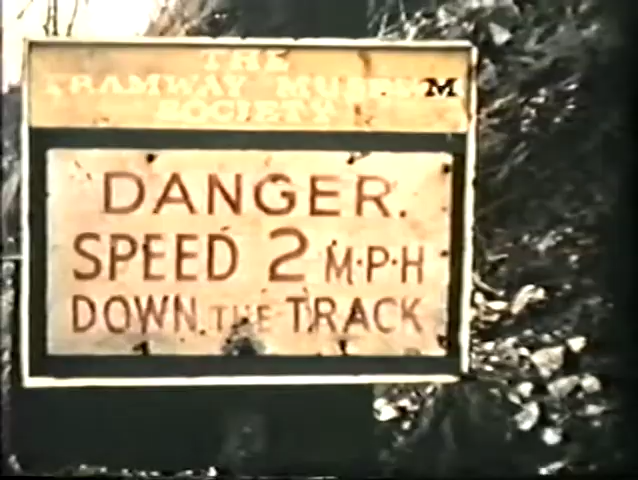 THE
TRAMWAY MUSEUM
SOCIETY
DANGER.
SPEED 2 M·P·H
DOWN THE TRACK